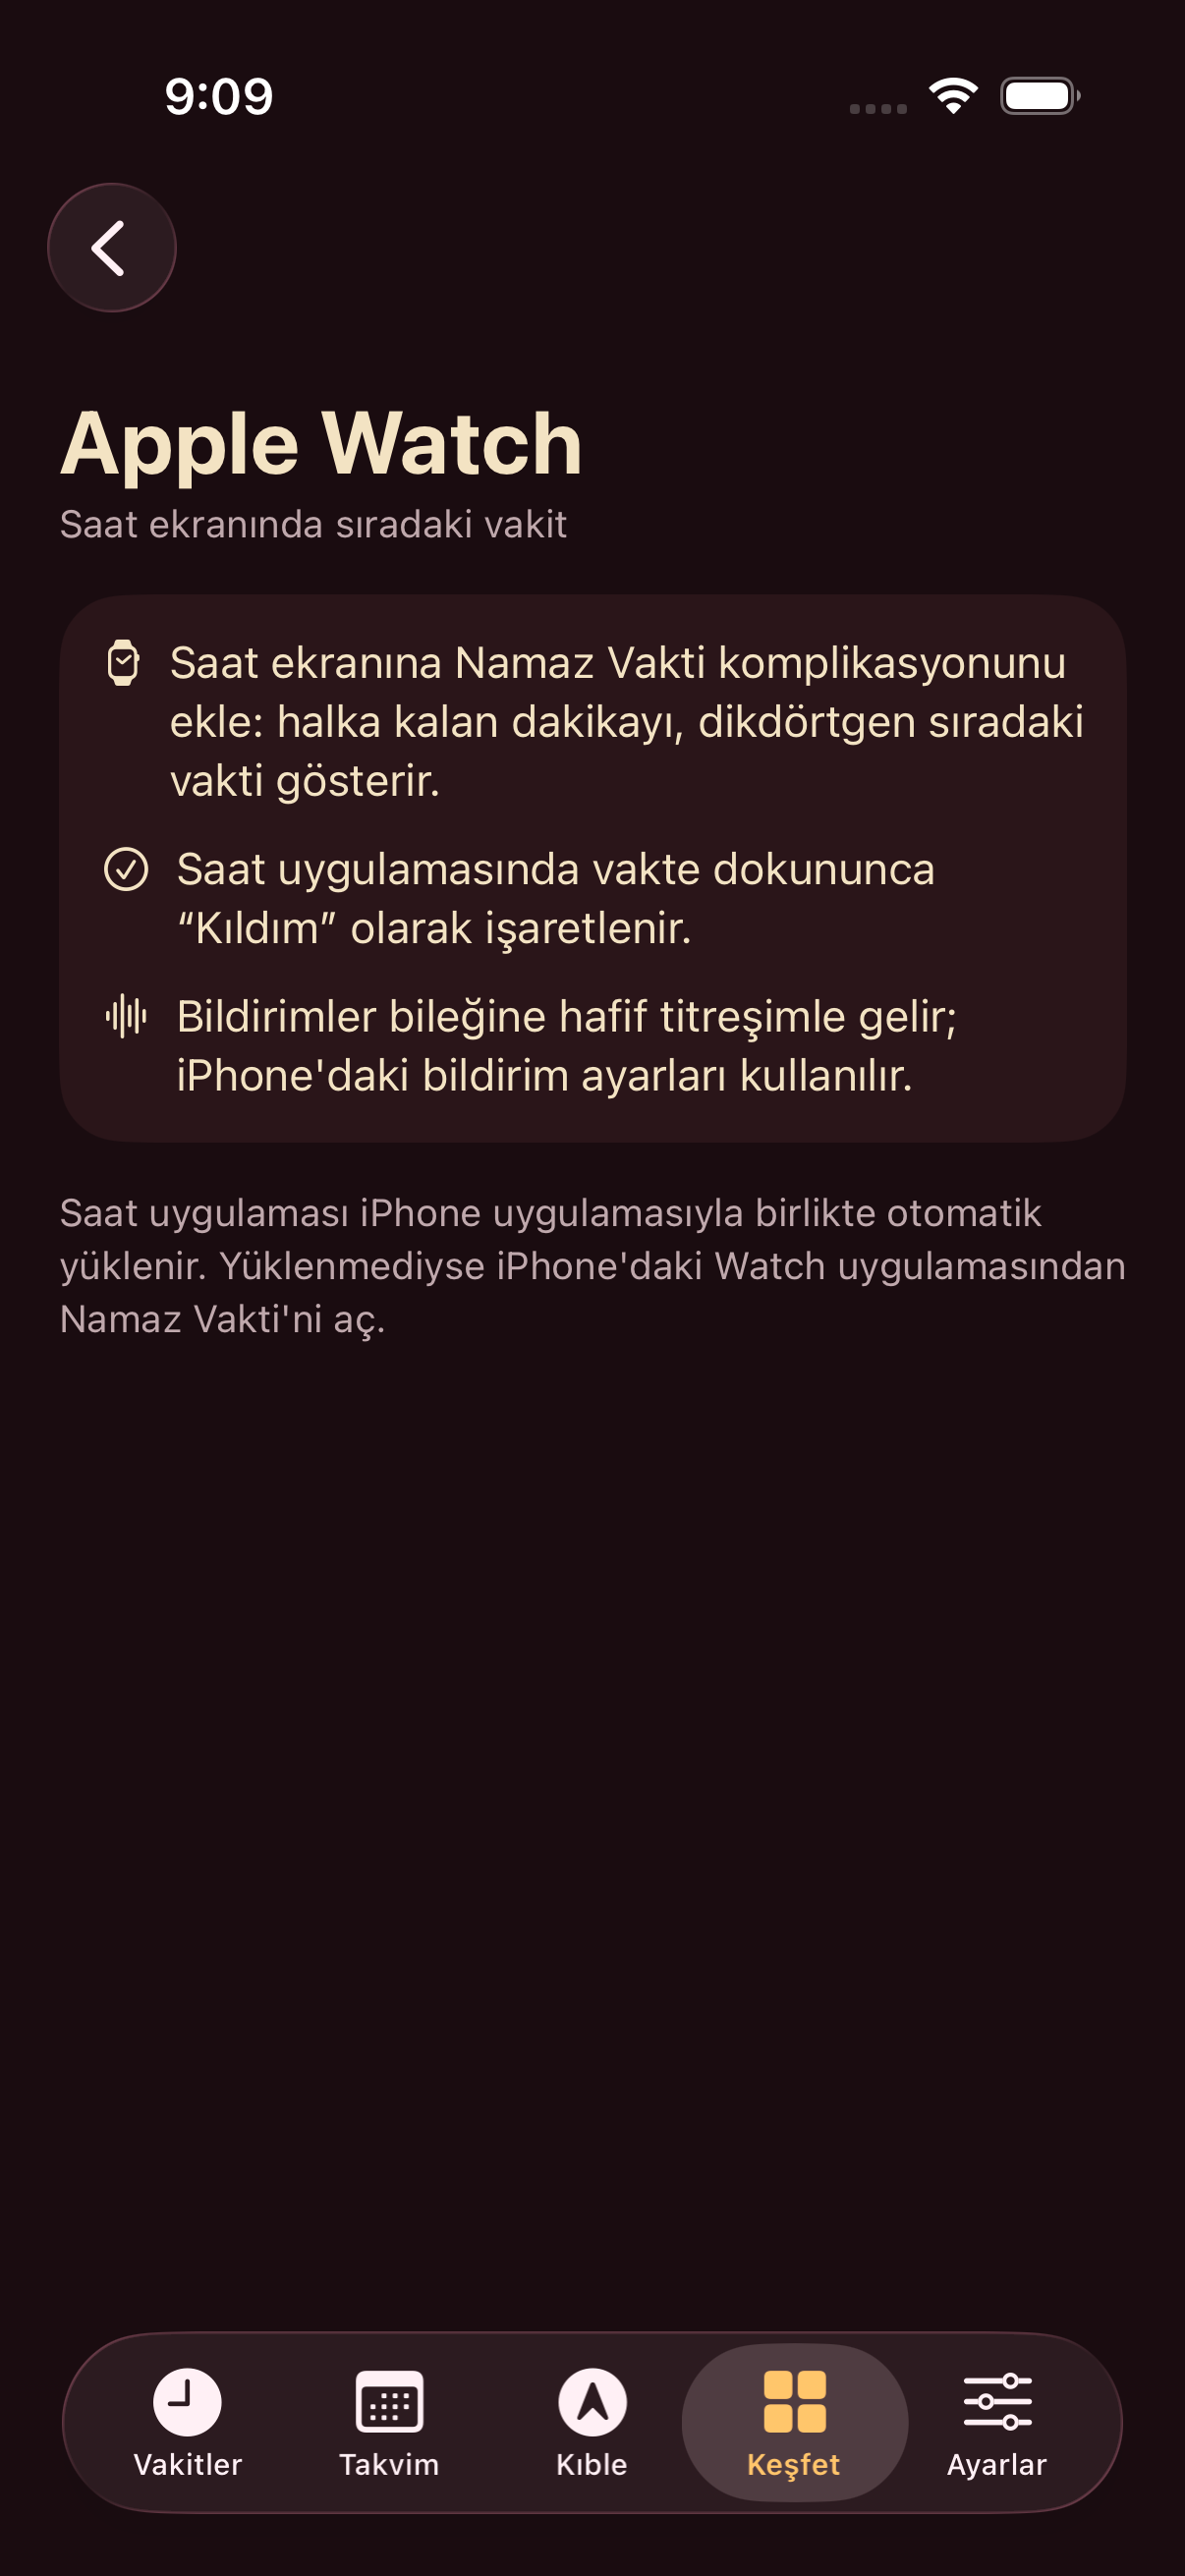 9:09
Apple Watch
Saat ekranında sıradaki vakit
Saat ekranına Namaz Vakti komplikasyonunu
ekle: halka kalan dakikayı, dikdörtgen sıradaki
vakti gösterir.
Saat uygulamasında vakte dokununca
“Kıldım” olarak işaretlenir.
Bildirimler bileğine hafif titreşimle gelir;
iPhone'daki bildirim ayarları kullanılır.
Saat uygulaması iPhone uygulamasıyla birlikte otomatik
yüklenir. Yüklenmediyse iPhone'daki Watch uygulamasından
Namaz Vakti'ni aç.
Vakitler
Takvim
Kıble
Keşfet
Ayarlar